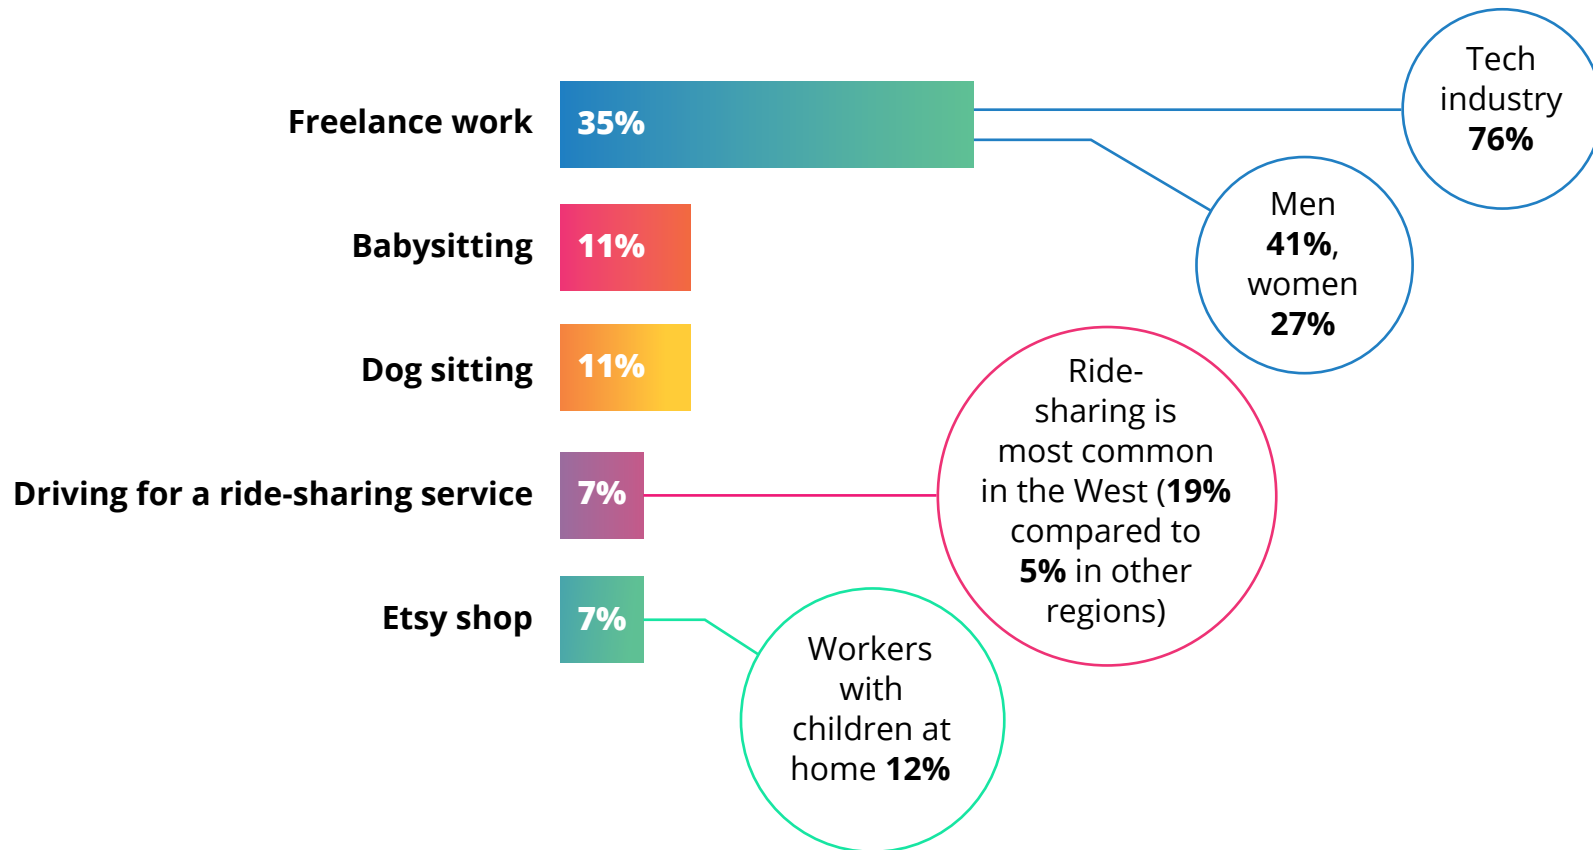 Freelance work
35%
Tech
industry
76%
Men
41%,
women
27%
Babysitting
11%
Dog sitting
11%
Driving for a ride-sharing service
7%
Ride-
sharing is
most common
in the West (19%
compared to
5% in other
regions)
Etsy shop
7%
Workers
with
children at
home 12%